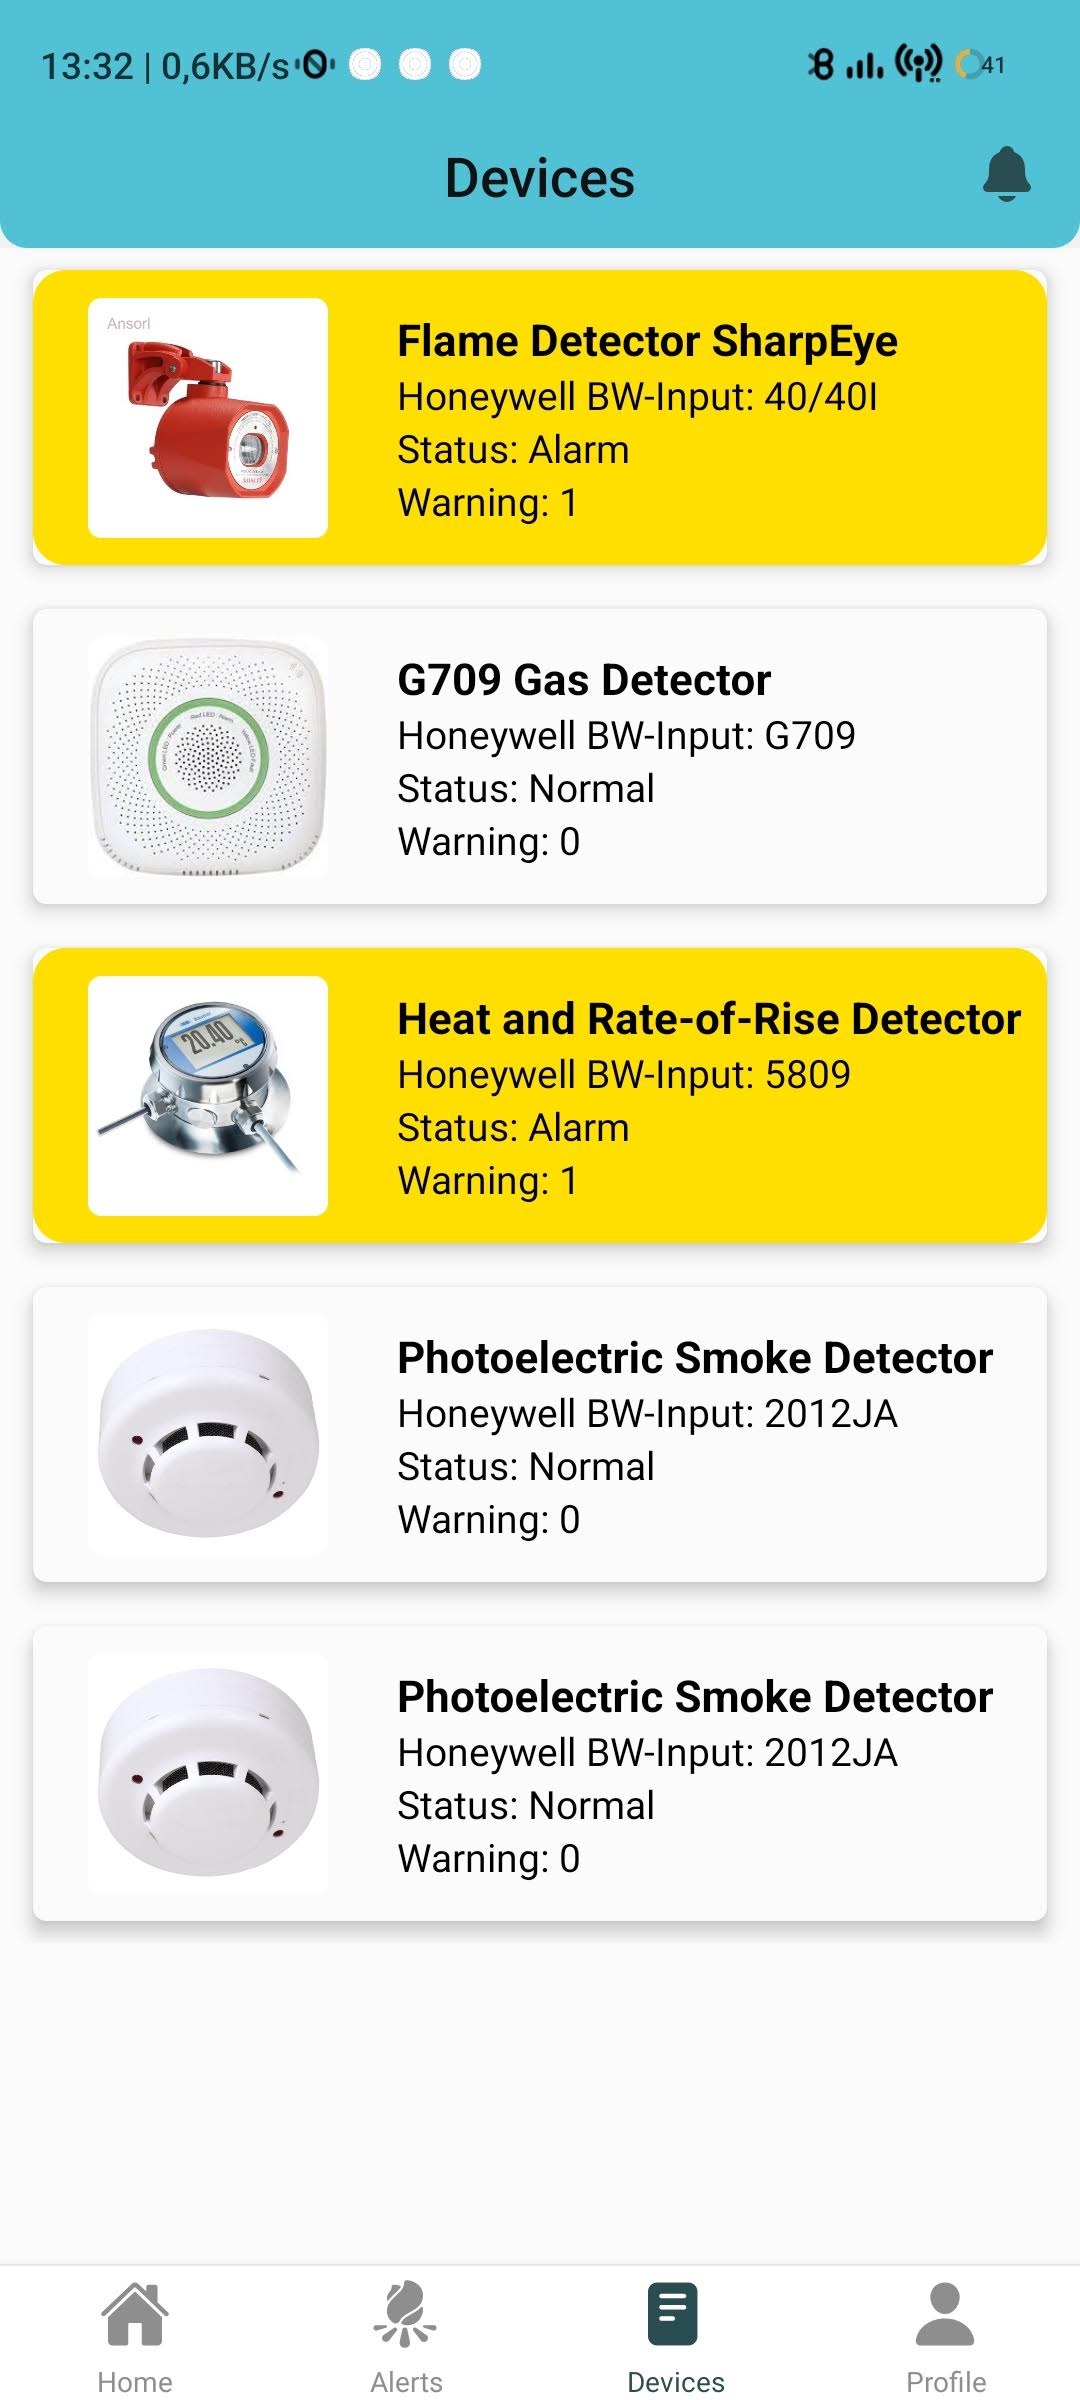 13:32 | 0,6KB/s
41
Devices
Ansorl
Flame Detector SharpEye
Honeywell BW-Input: 40/40I
Status: Alarm
Warning: 1
G709 Gas Detector
Honeywell BW-Input: G709
Status: Normal
Warning: 0
20.40 °C
Heat and Rate-of-Rise Detector
Honeywell BW-Input: 5809
Status: Alarm
Warning: 1
Photoelectric Smoke Detector
Honeywell BW-Input: 2012JA
Status: Normal
Warning: 0
Photoelectric Smoke Detector
Honeywell BW-Input: 2012JA
Status: Normal
Warning: 0
Home
Alerts
Devices
Profile